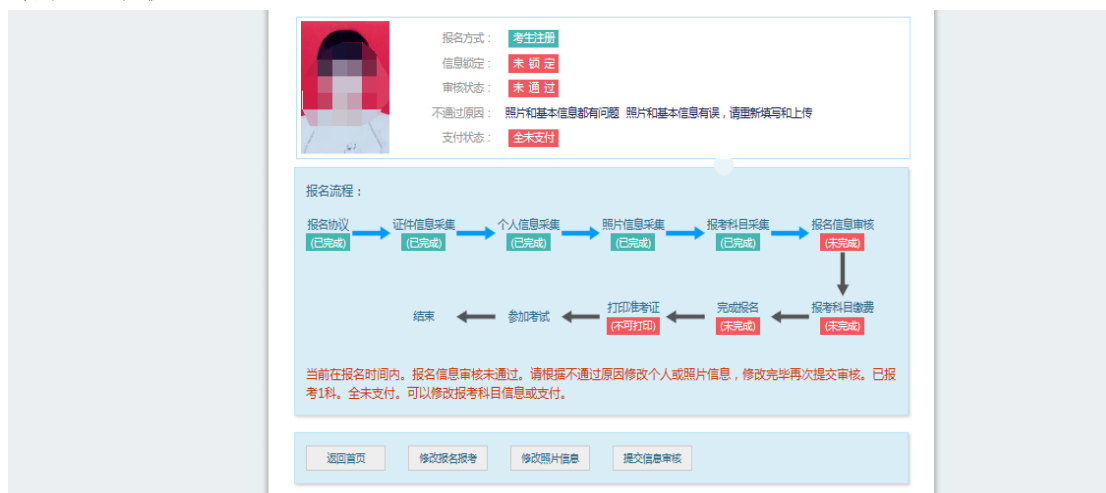 报名方式： 考生注册
信息锁定： 未 锁 定
审核状态： 未 通 过
不通过原因： 照片和基本信息都有问题 照片和基本信息有误，请重新填写和上传
支付状态： 全未支付
报名流程：
报名协议 证件信息采集 个人信息采集 照片信息采集 报考科目采集 报名信息审核
(已完成) (已完成) (已完成) (已完成) (已完成) (未完成)
结束 参加考试 打印准考证 完成报名 报考科目缴费
(不可打印) (未完成) (未完成)
当前在报名时间内。报名信息审核未通过。请根据不通过原因修改个人或照片信息，修改完毕再次提交审核。已报
考1科。全未支付。可以修改报考科目信息或支付。
返回首页 修改报名报考 修改照片信息 提交信息审核